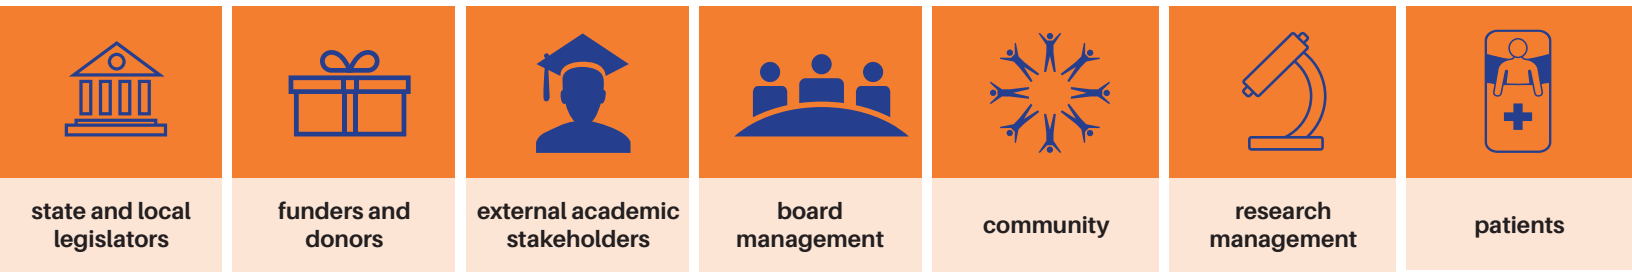 state and local
legislators
funders and
donors
external academic
stakeholders
board
management
community
research
management
patients